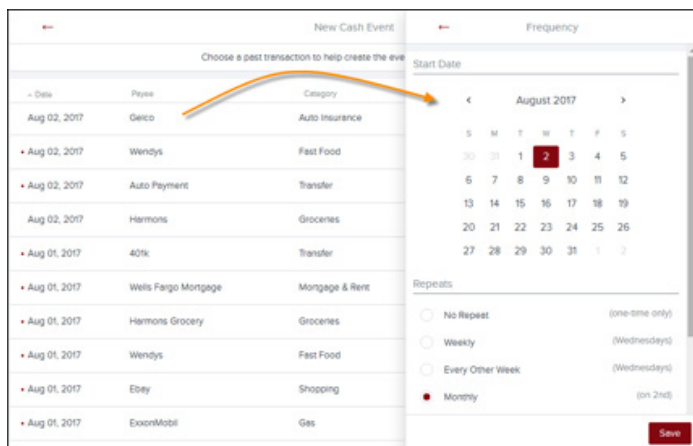 New Cash Event
Choose a past transaction to help create the eve
Date Payee Category
Aug 02, 2017 Geico Auto Insurance
Aug 02, 2017 Wendys Fast Food
Aug 02, 2017 Auto Payment Transfer
Aug 02, 2017 Harmons Groceries
Aug 01, 2017 401k Transfer
Aug 01, 2017 Wells Fargo Mortgage Mortgage & Rent
Aug 01, 2017 Harmons Grocery Groceries
Aug 01, 2017 Wendys Fast Food
Aug 01, 2017 Ebay Shopping
Aug 01, 2017 ExxonMobil Gas
Frequency
Start Date
August 2017
S M T W T F S
30 31 1 2 3 4 5
6 7 8 9 10 11 12
13 14 15 16 17 18 19
20 21 22 23 24 25 26
27 28 29 30 31 1 2
Repeats
No Repeat (one-time only)
Weekly (Wednesdays)
Every Other Week (Wednesdays)
Monthly (on 2nd)
Save